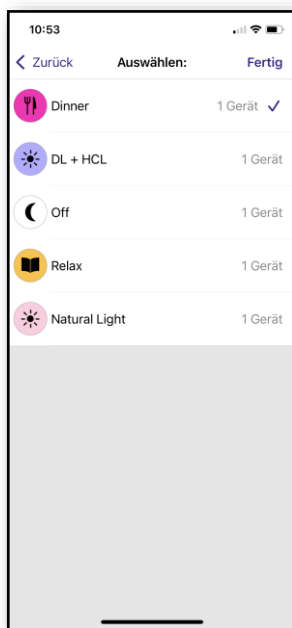 10:53
Zurück Auswählen: Fertig
Dinner 1 Gerät
DL + HCL 1 Gerät
Off 1 Gerät
Relax 1 Gerät
Natural Light 1 Gerät